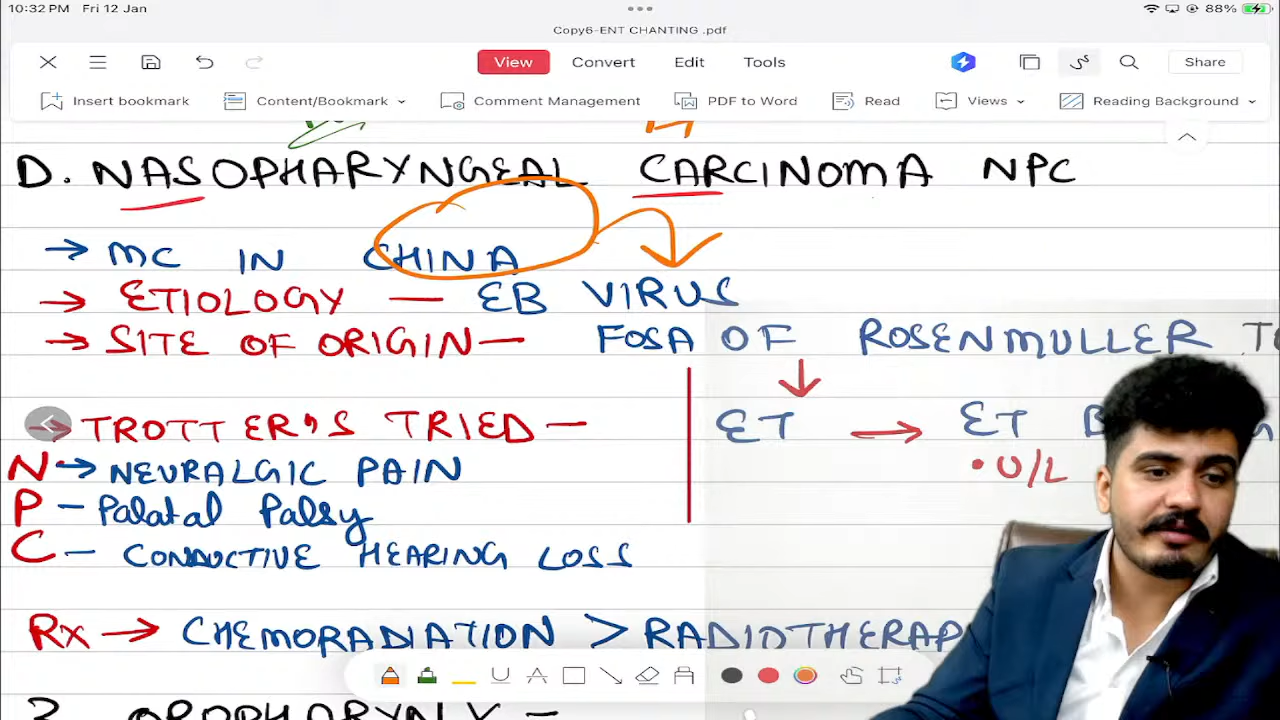 10:32 PM Fri 12 Jan
88%
Copy6-ENT CHANTING .pdf
View Convert Edit Tools Share
Insert bookmark Content/Bookmark Comment Management PDF to Word Read Views Reading Background
D. NASOPHARYNGEAL CARCINOMA NPC
→ MC IN CHINA
→ ETIOLOGY — EB VIRUS
→ SITE OF ORIGIN — FOSA OF ROSENMULLER
→ TROTTER'S TRIED — ET → ET
N → NEURALGIC PAIN • U/L
P – Palatal Palsy
C – CONDUCTIVE HEARING LOSS
Rx → CHEMORADIATION > RADIOTHERAP